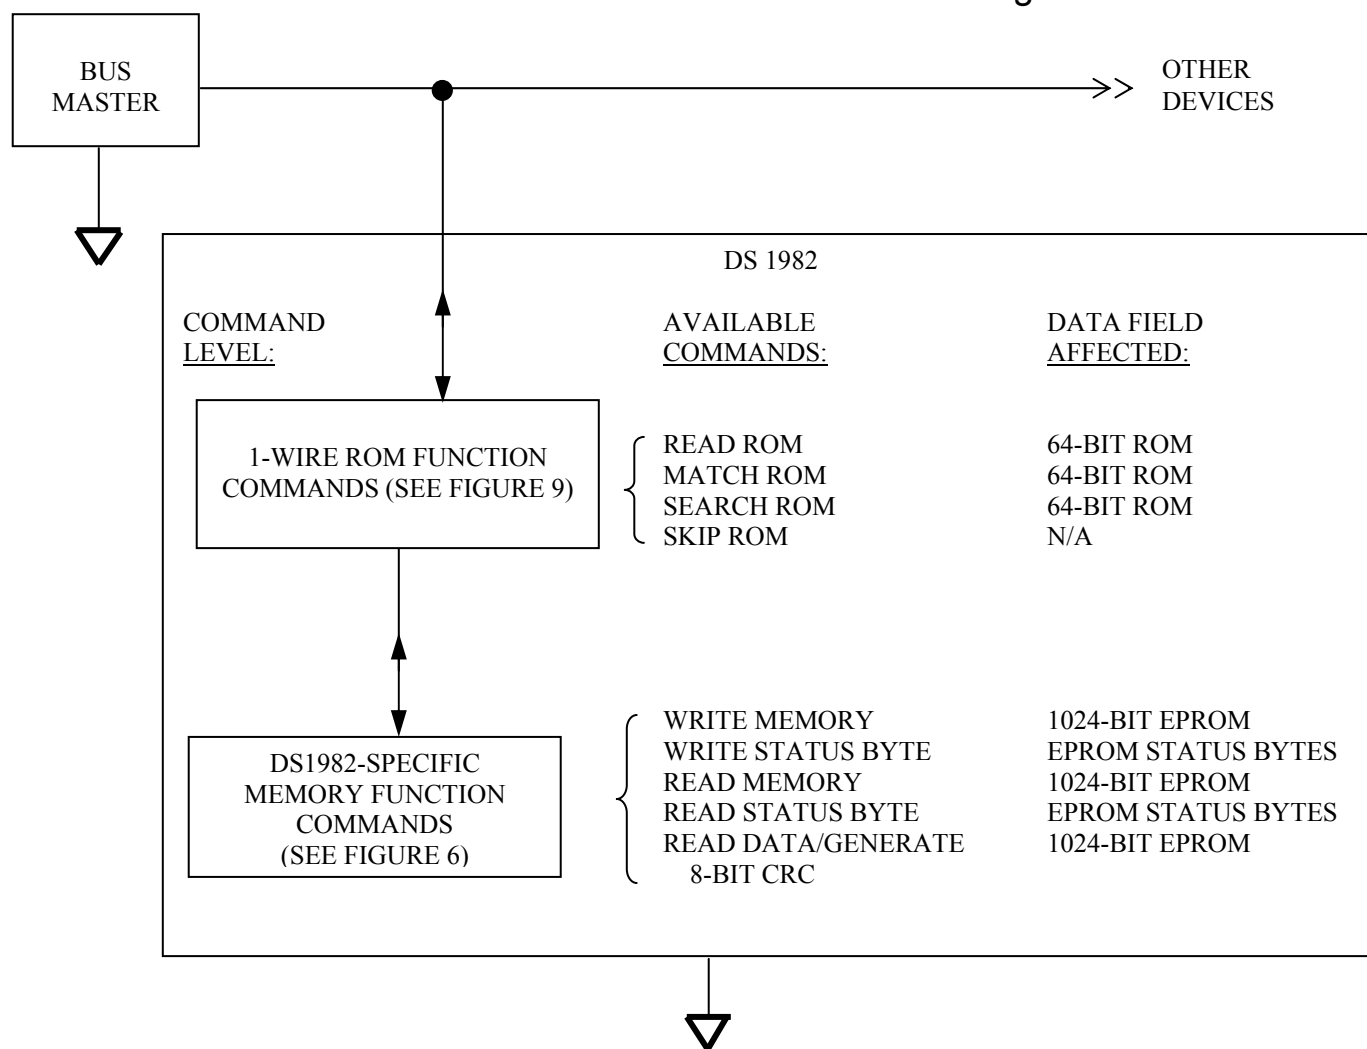 BUS
MASTER
OTHER
DEVICES
DS 1982
COMMAND
LEVEL:
AVAILABLE
COMMANDS:
DATA FIELD
AFFECTED:
1-WIRE ROM FUNCTION
COMMANDS (SEE FIGURE 9)
READ ROM 64-BIT ROM
MATCH ROM 64-BIT ROM
SEARCH ROM 64-BIT ROM
SKIP ROM N/A
DS1982-SPECIFIC
MEMORY FUNCTION
COMMANDS
(SEE FIGURE 6)
WRITE MEMORY 1024-BIT EPROM
WRITE STATUS BYTE EPROM STATUS BYTES
READ MEMORY 1024-BIT EPROM
READ STATUS BYTE EPROM STATUS BYTES
READ DATA/GENERATE 1024-BIT EPROM
8-BIT CRC